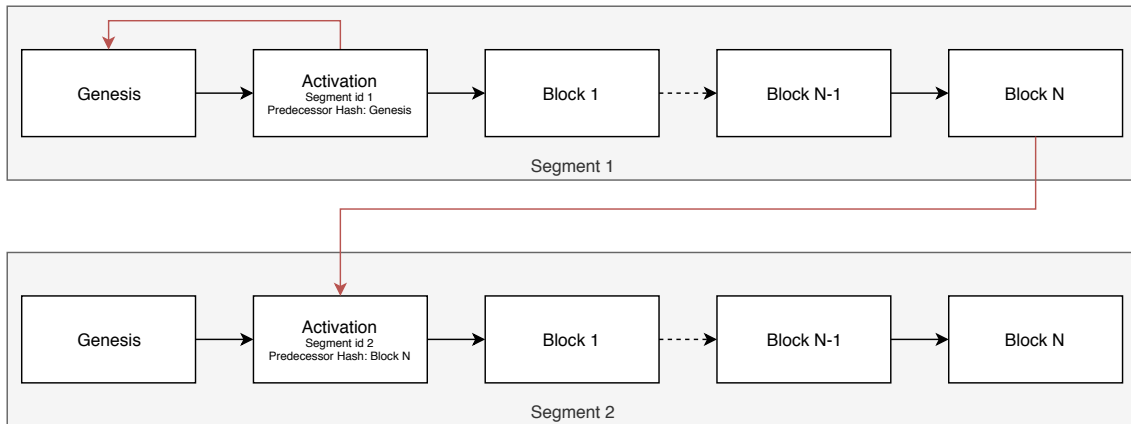 Genesis
Activation
Segment id 1
Predecessor Hash: Genesis
Block 1
Block N-1
Block N
Segment 1
Genesis
Activation
Segment id 2
Predecessor Hash: Block N
Block 1
Block N-1
Block N
Segment 2